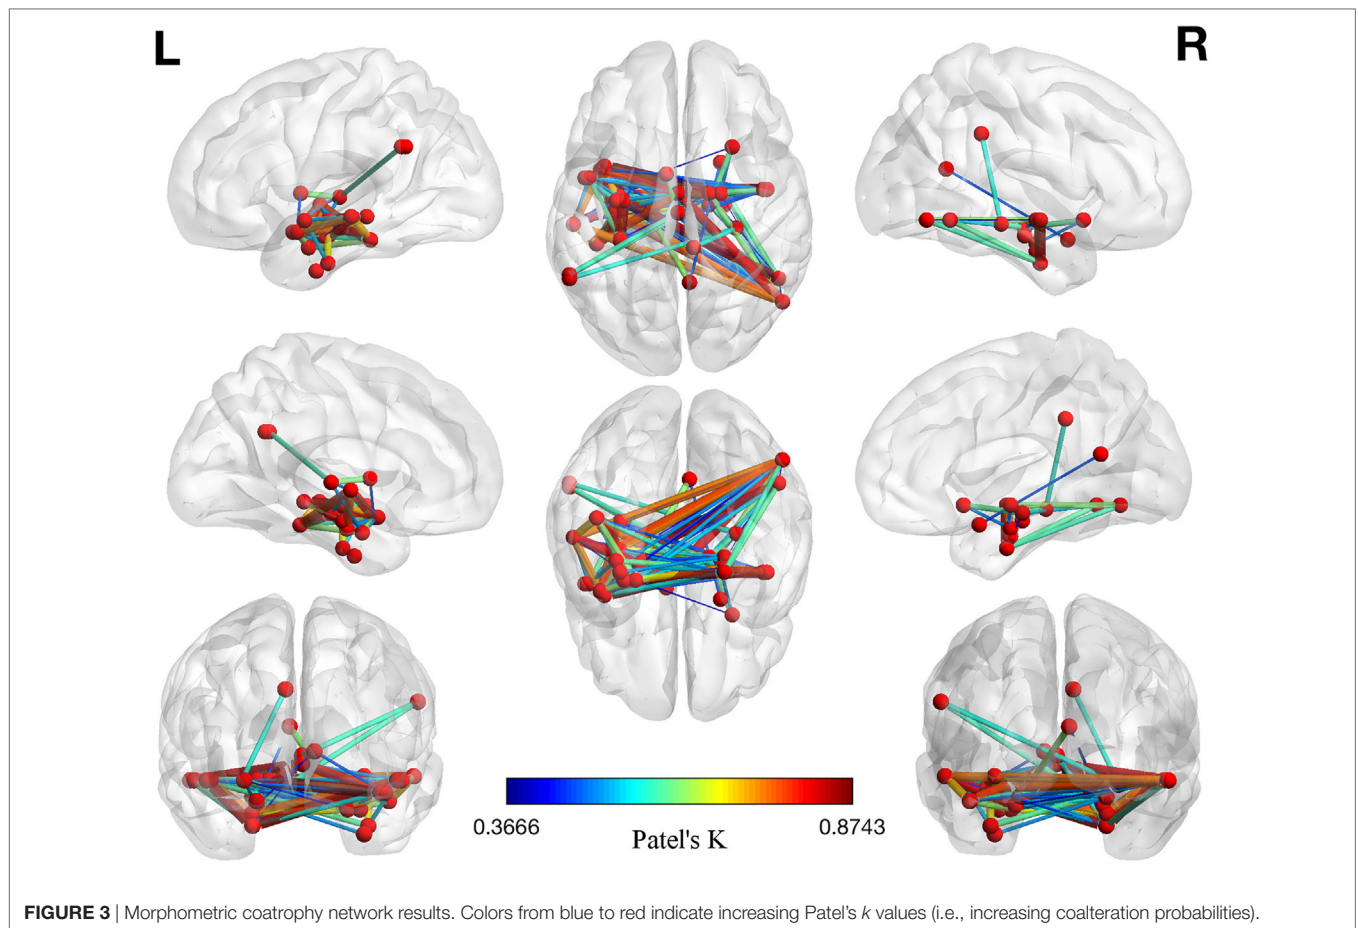 L
R
0.3666
0.8743
Patel's K
FIGURE 3 | Morphometric coatrophy network results. Colors from blue to red indicate increasing Patel’s k values (i.e., increasing coalteration probabilities).